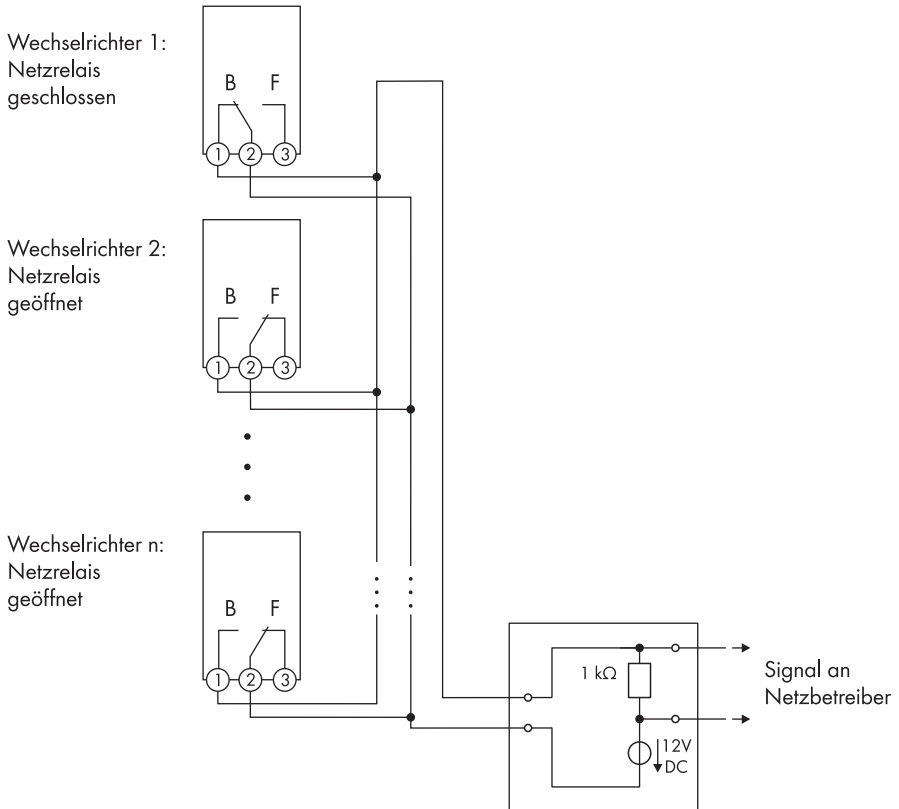 Wechselrichter 1:
Netzrelais
geschlossen
B F
1 2 3
Wechselrichter 2:
Netzrelais
geöffnet
B F
1 2 3
Wechselrichter n:
Netzrelais
geöffnet
B F
1 2 3
1 kΩ
Signal an
Netzbetreiber
12V
DC